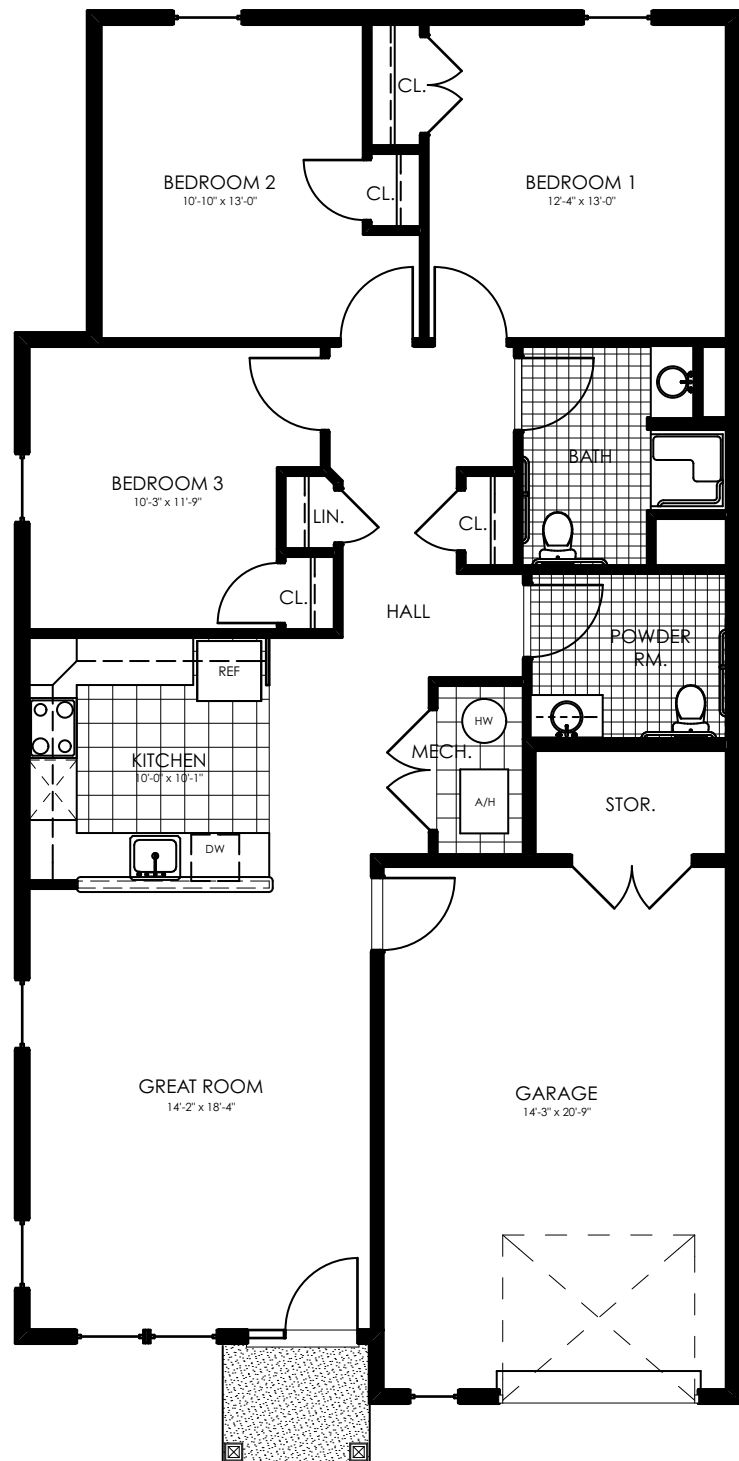 CL.
BEDROOM 2
10'-10" x 13'-0"
CL.
BEDROOM 1
12'-4" x 13'-0"
BEDROOM 3
10'-3" x 11'-9"
LIN.
CL.
BATH
CL.
HALL
POWDER
RM.
REF
KITCHEN
10'-0" x 10'-1"
DW
MECH.
HW
A/H
STOR.
GREAT ROOM
14'-2" x 18'-4"
GARAGE
14'-3" x 20'-9"